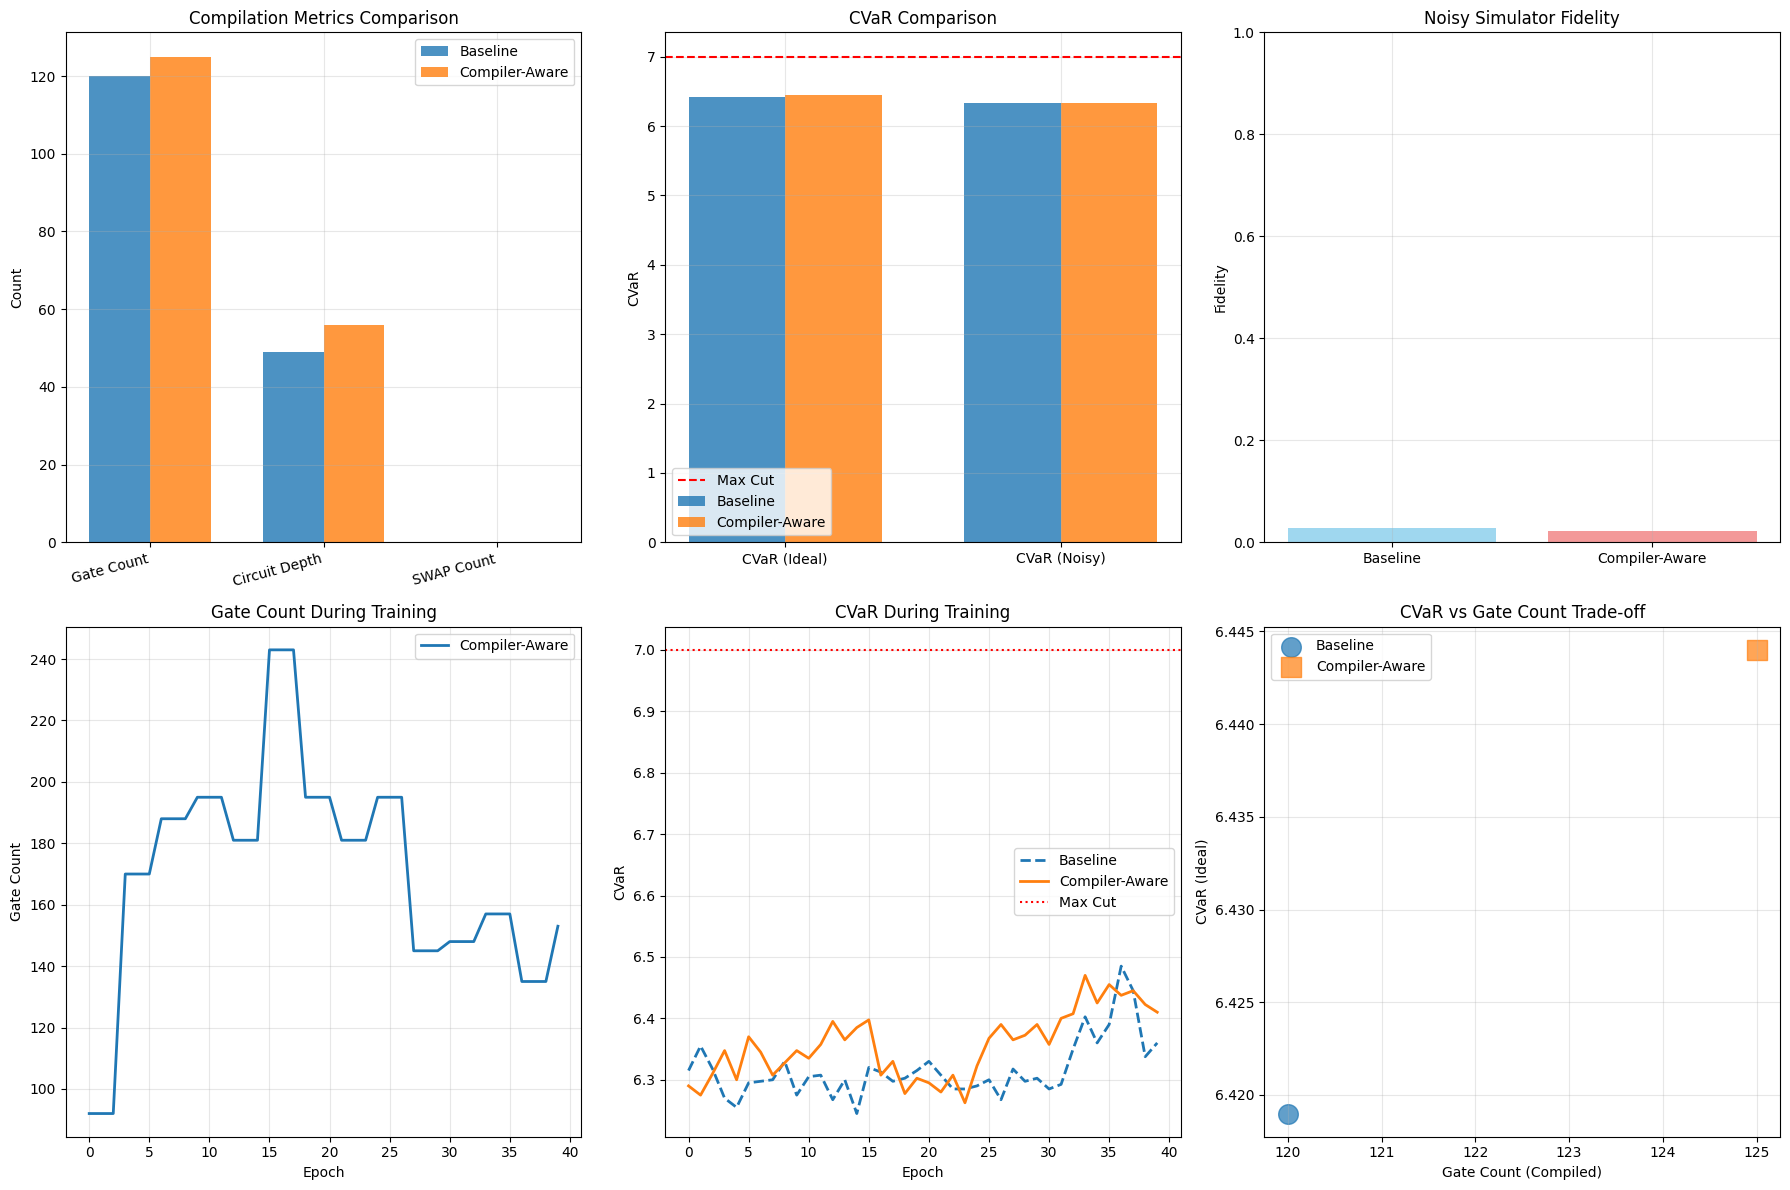 Compilation Metrics Comparison
Count
120
100
80
60
40
20
0
Baseline
Compiler-Aware
Gate Count
Circuit Depth
SWAP Count
CVaR Comparison
CVaR
7
6
5
4
3
2
1
0
Max Cut
Baseline
Compiler-Aware
CVaR (Ideal)
CVaR (Noisy)
Noisy Simulator Fidelity
Fidelity
1.0
0.8
0.6
0.4
0.2
0.0
Baseline
Compiler-Aware
Gate Count During Training
Gate Count
240
220
200
180
160
140
120
100
Compiler-Aware
0 5 10 15 20 25 30 35 40
Epoch
CVaR During Training
CVaR
7.0
6.9
6.8
6.7
6.6
6.5
6.4
6.3
Baseline
Compiler-Aware
Max Cut
0 5 10 15 20 25 30 35 40
Epoch
CVaR vs Gate Count Trade-off
CVaR (Ideal)
6.445
6.440
6.435
6.430
6.425
6.420
Baseline
Compiler-Aware
120 121 122 123 124 125
Gate Count (Compiled)